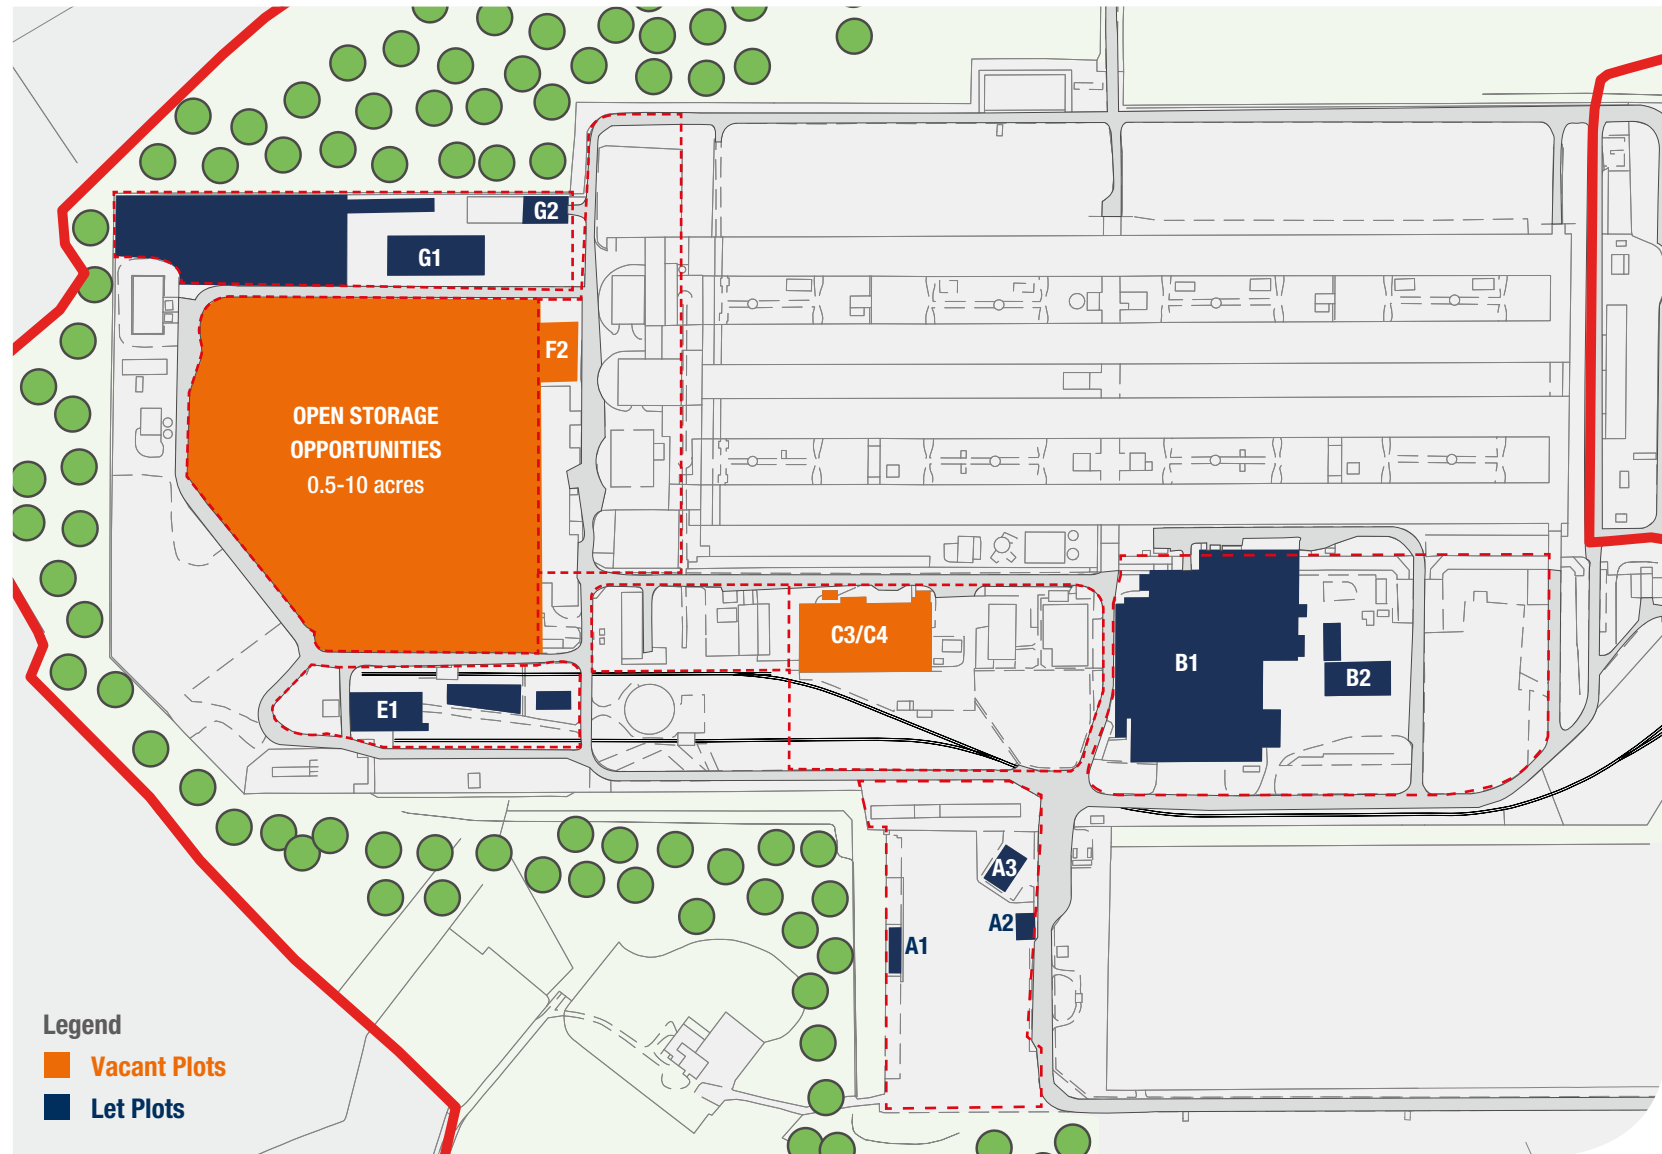 G2
G1
F2
OPEN STORAGE
OPPORTUNITIES
0.5-10 acres
C3/C4
B1
B2
E1
A3
A2
A1
Legend
Vacant Plots
Let Plots